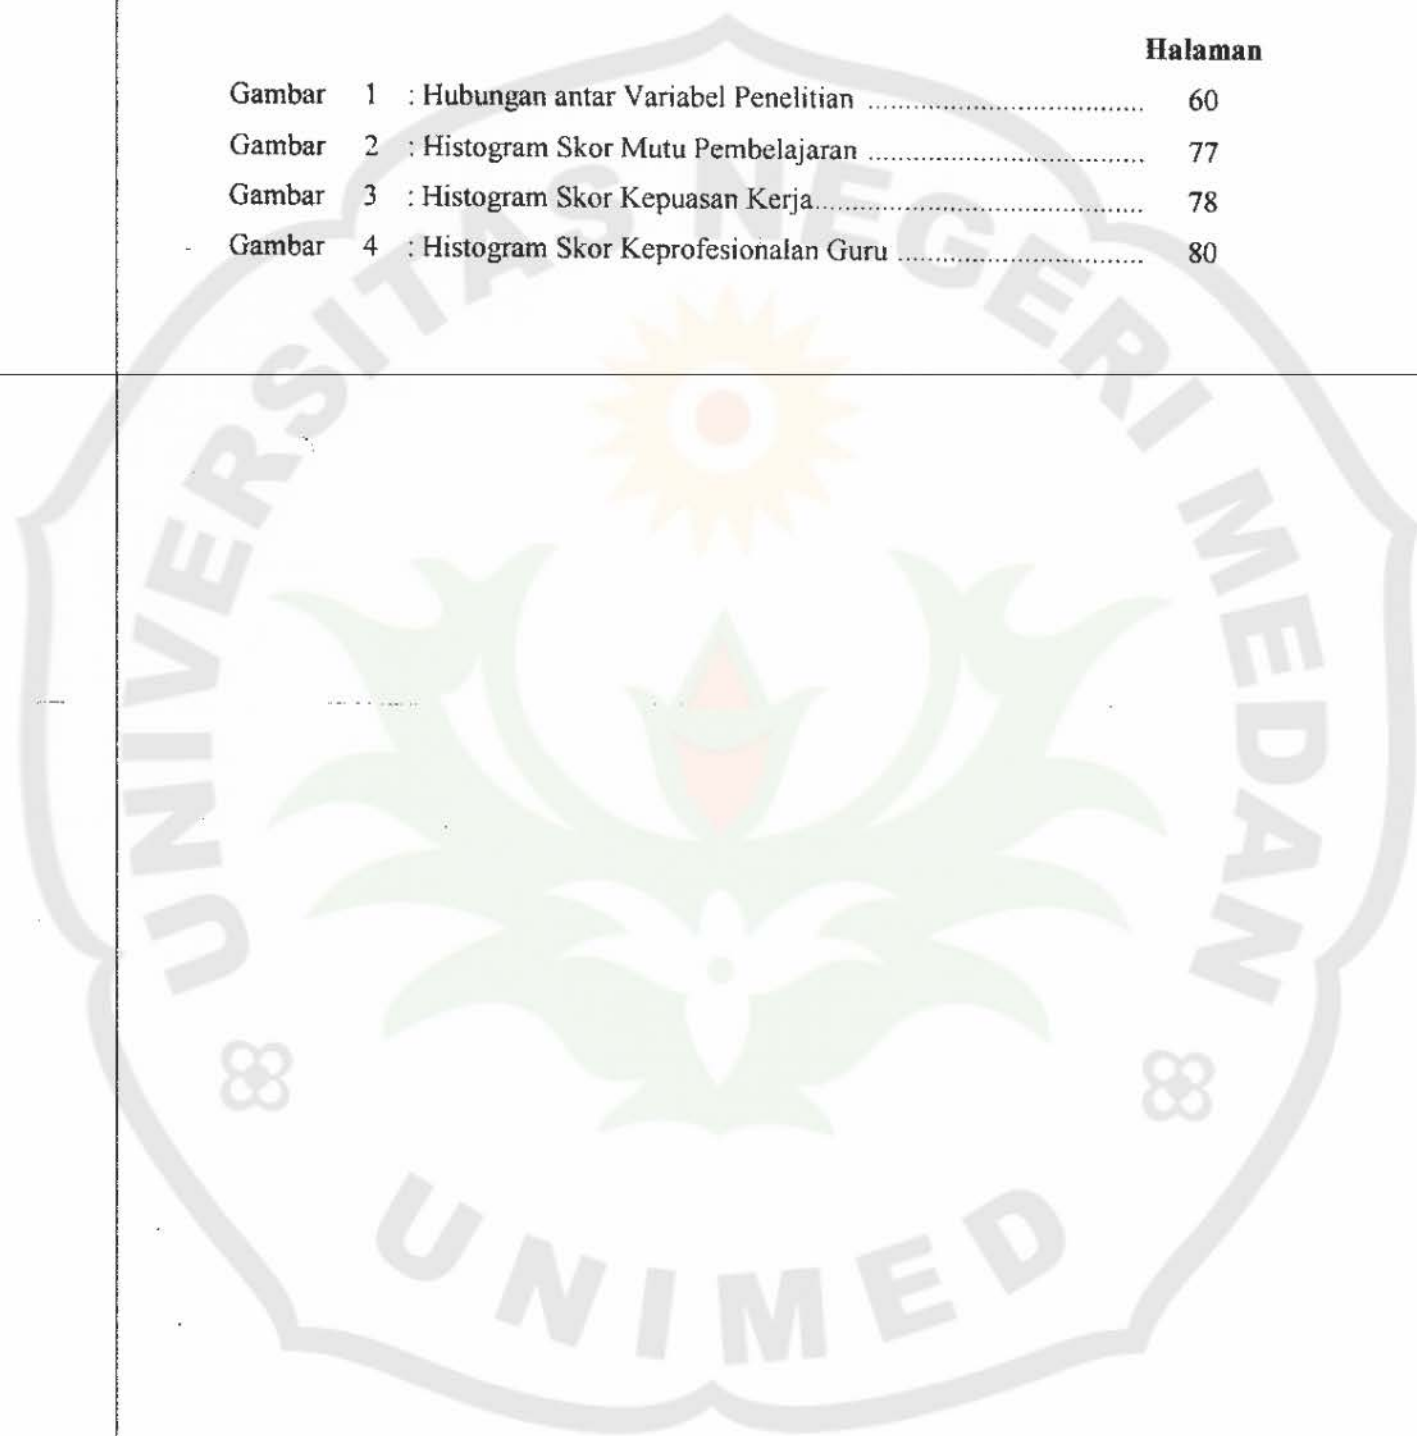 Halaman
Gambar 1 : Hubungan antar Variabel Penelitian ........................................ 60
Gambar 2 : Histogram Skor Mutu Pembelajaran ........................................ 77
Gambar 3 : Histogram Skor Kepuasan Kerja............................................... 78
Gambar 4 : Histogram Skor Keprofesionalan Guru .................................... 80
UNIVERSITAS NEGERI MEDAN
UNIMED